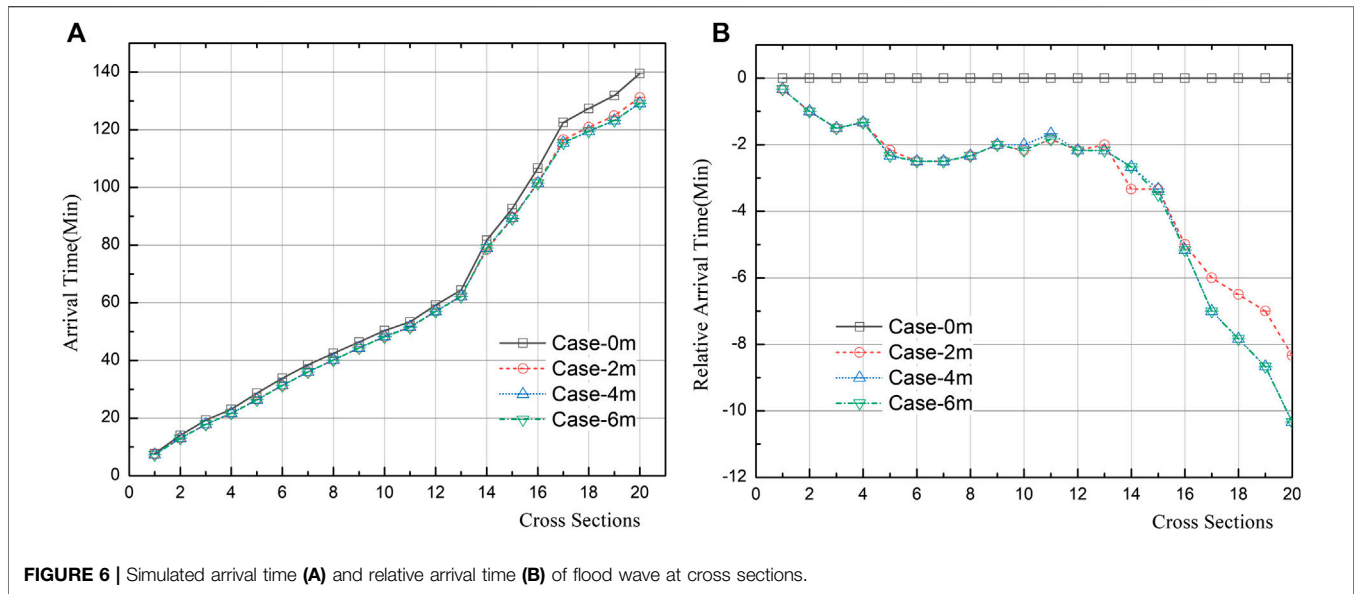 A
140
120
100
80
60
40
20
0
Arrival Time(Min)
0 2 4 6 8 10 12 14 16 18 20
Cross Sections
Case-0m
Case-2m
Case-4m
Case-6m
B
0
-2
-4
-6
-8
-10
-12
Relative Arrival Time(Min)
0 2 4 6 8 10 12 14 16 18 20
Cross Sections
Case-0m
Case-2m
Case-4m
Case-6m
FIGURE 6 | Simulated arrival time (A) and relative arrival time (B) of flood wave at cross sections.